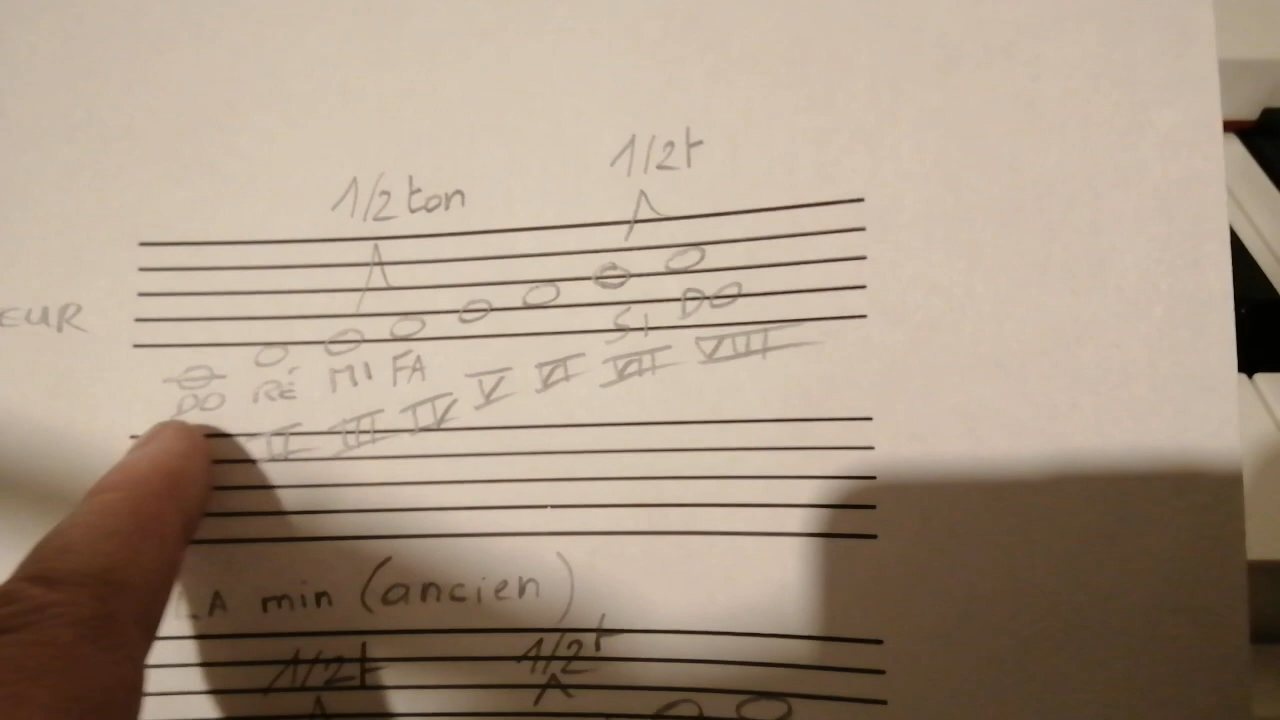 1/2 ton 1/2t
EUR
DO RÉ MI FA SI DO
II III IV V VI VII VIII
LA min (ancien)
1/2t 1/2t